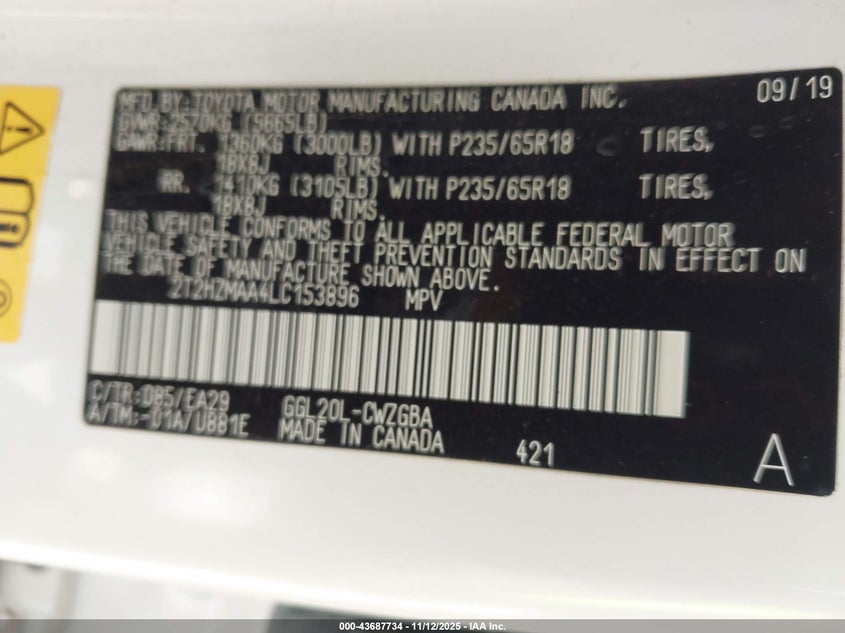 MFD.BY:TOYOTA MOTOR MANUFACTURING CANADA INC. 09/19
GVWR:2570KG (5665LB)
GAWR:FRT. 1360KG (3000LB) WITH P235/65R18 TIRES,
18X8J RIMS.
RR. 1410KG (3105LB) WITH P235/65R18 TIRES,
18X8J RIMS.
THIS VEHICLE CONFORMS TO ALL APPLICABLE FEDERAL MOTOR
VEHICLE SAFETY AND THEFT PREVENTION STANDARDS IN EFFECT ON
THE DATE OF MANUFACTURE SHOWN ABOVE.
2T2HZMAA4LC153896 MPV
C/TR:085/EA29 GGL20L-CWZGBA
A/TM:-01A/UB81E MADE IN CANADA 421 A
000-43687734 - 11/12/2025 - IAA Inc.